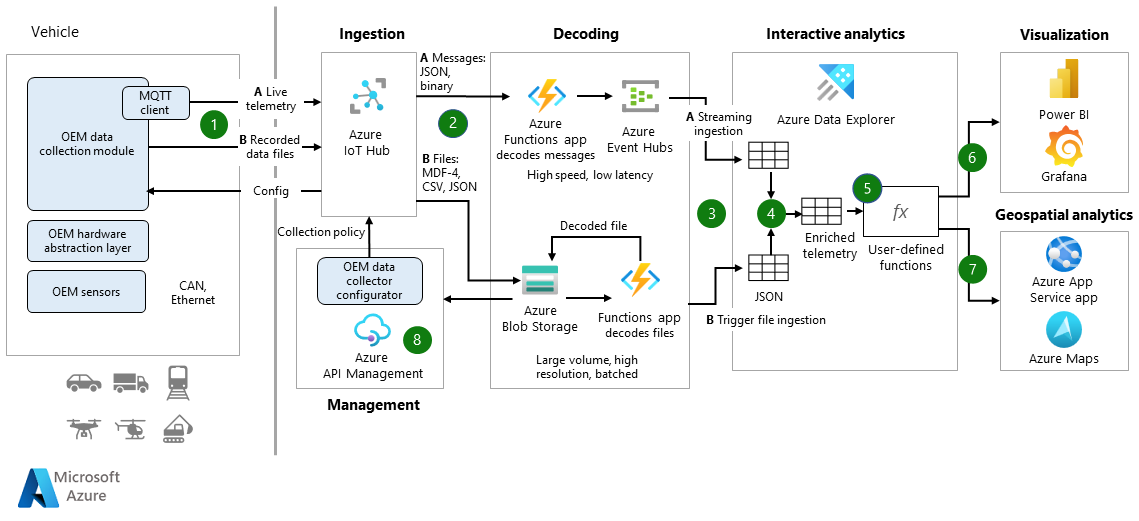 Vehicle
OEM data
collection module
MQTT
client
OEM hardware
abstraction layer
OEM sensors
CAN,
Ethernet
1
A Live
telemetry
B Recorded
data files
Config
Ingestion
Azure
IoT Hub
Collection policy
OEM data
collector
configurator
Azure
API Management
8
Management
A Messages:
JSON,
binary
2
B Files:
MDF-4,
CSV, JSON
Decoding
Azure
Functions app
decodes messages
Azure
Event Hubs
High speed, low latency
Decoded file
Azure
Blob Storage
Functions app
decodes files
Large volume, high
resolution, batched
Interactive analytics
Azure Data Explorer
A Streaming
ingestion
3
4
JSON
B Trigger file ingestion
Enriched
telemetry
5
fx
User-defined
functions
6
7
Visualization
Power BI
Grafana
Geospatial analytics
Azure App
Service app
Azure Maps
Microsoft
Azure